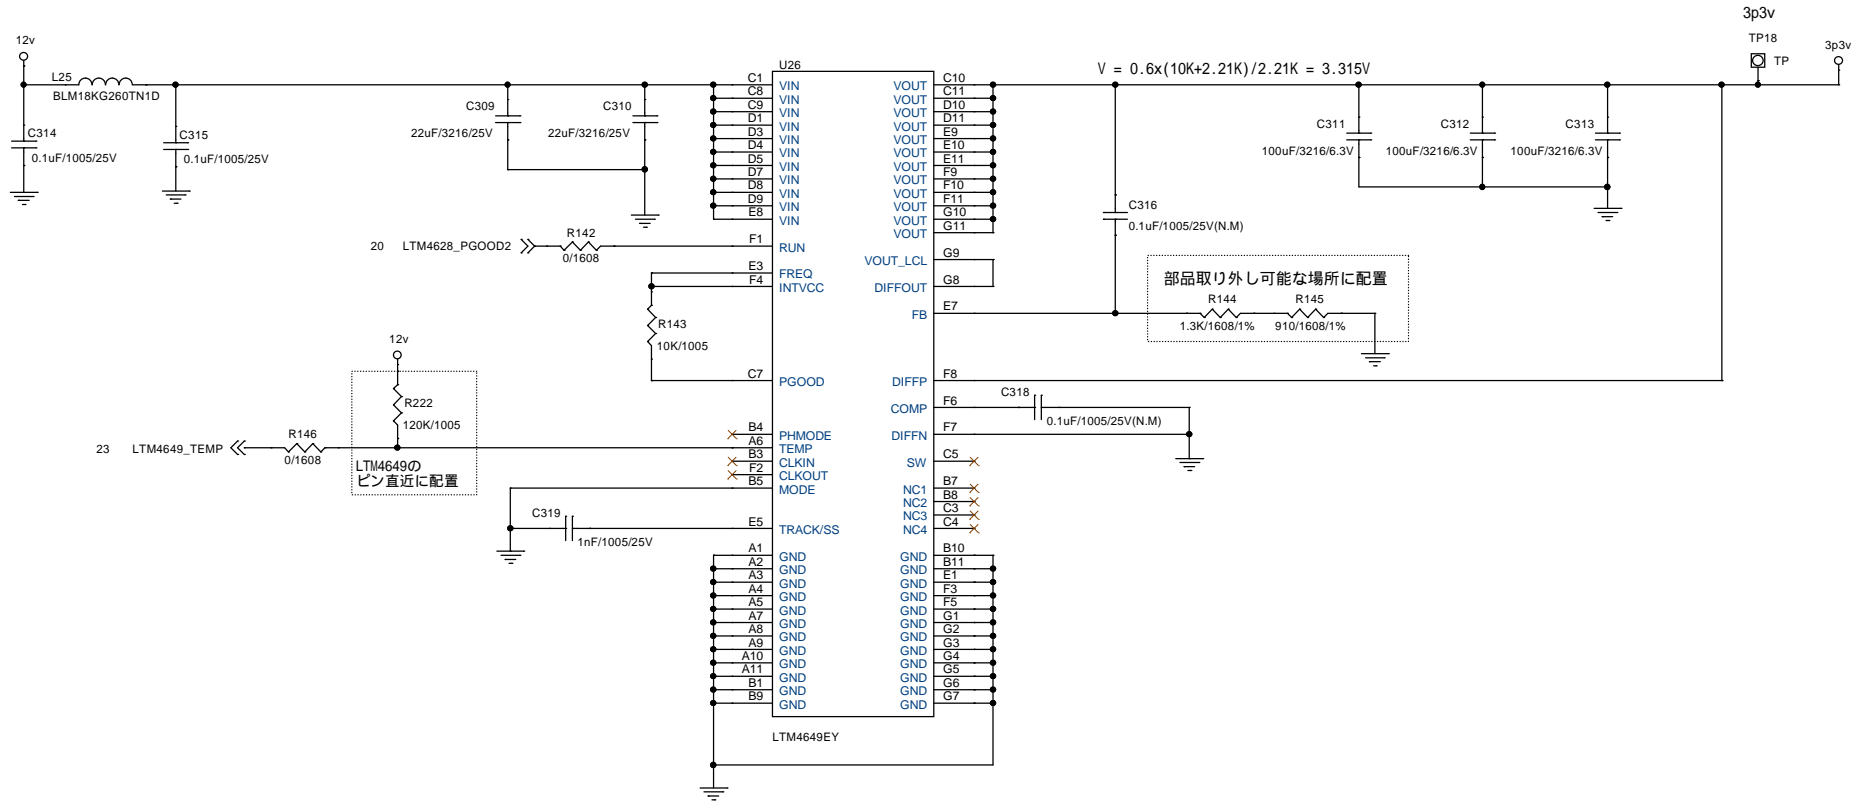 3p3v
TP18
TP
3p3v
12v
L25
BLM18KG260TN1D
C314
0.1uF/1005/25V
C315
0.1uF/1005/25V
C309
22uF/3216/25V
C310
22uF/3216/25V
U26
V = 0.6x(10K+2.21K)/2.21K = 3.315V
C1 VIN
C8 VIN
C9 VIN
D1 VIN
D3 VIN
D4 VIN
D5 VIN
D7 VIN
D8 VIN
D9 VIN
E8 VIN
VOUT C10
VOUT C11
VOUT D10
VOUT D11
VOUT E9
VOUT E10
VOUT E11
VOUT F9
VOUT F10
VOUT F11
VOUT G10
VOUT G11
C311
100uF/3216/6.3V
C312
100uF/3216/6.3V
C313
100uF/3216/6.3V
C316
0.1uF/1005/25V(N.M)
20 LTM4628_PGOOD2
R142
0/1608
F1 RUN
E3 FREQ
F4 INTVCC
VOUT_LCL G9
DIFFOUT G8
FB E7
部品取り外し可能な場所に配置
R144
1.3K/1608/1%
R145
910/1608/1%
R143
10K/1005
C7 PGOOD
DIFFP F8
COMP F6
C318
0.1uF/1005/25V(N.M)
DIFFN F7
12v
R222
120K/1005
LTM4649の
ピン直近に配置
23 LTM4649_TEMP
R146
0/1608
B4 PHMODE
A6 TEMP
B3 CLKIN
F2 CLKOUT
B5 MODE
SW C5
NC1 B7
NC2 B8
NC3 C3
NC4 C4
C319
1nF/1005/25V
E5 TRACK/SS
A1 GND
A2 GND
A3 GND
A4 GND
A5 GND
A7 GND
A8 GND
A9 GND
A10 GND
A11 GND
B1 GND
B9 GND
GND B10
GND B11
GND E1
GND F3
GND F5
GND G1
GND G2
GND G3
GND G4
GND G5
GND G6
GND G7
LTM4649EY